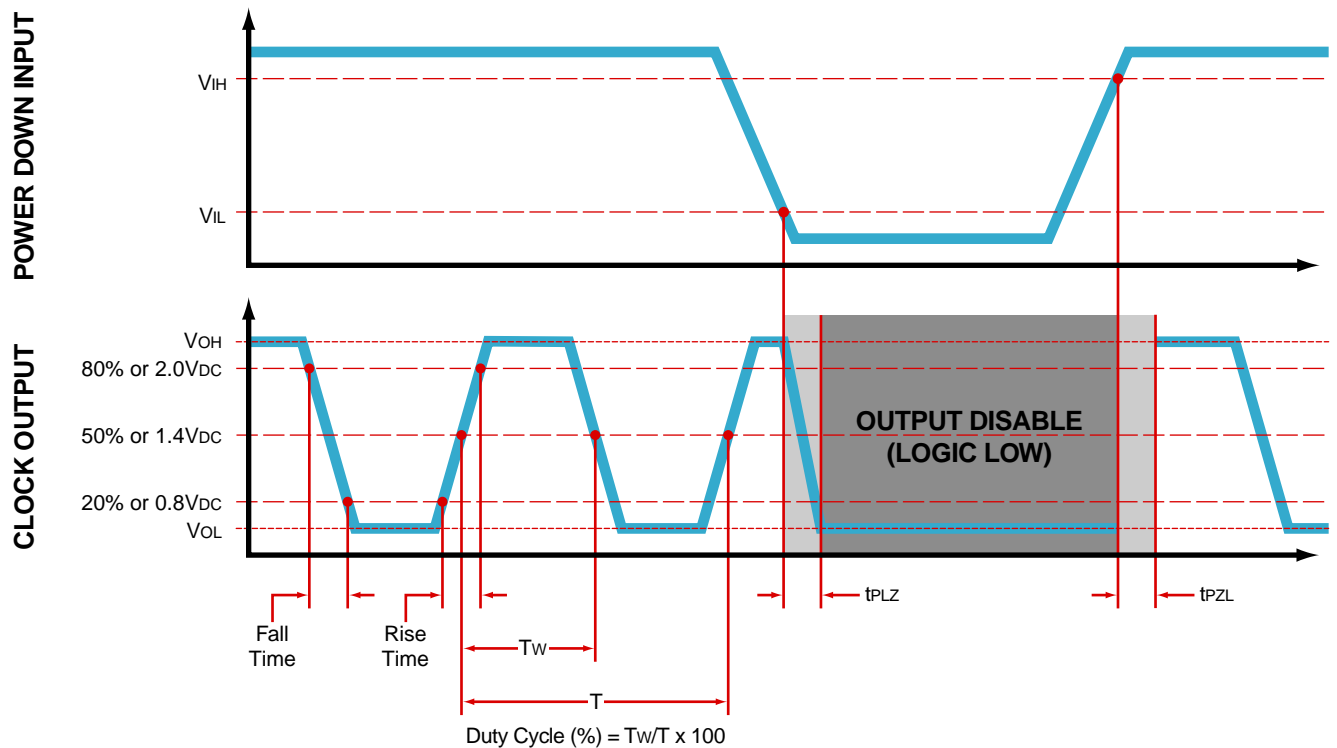 POWER DOWN INPUT
VIH
VIL
CLOCK OUTPUT
VOH
80% or 2.0VDC
50% or 1.4VDC
20% or 0.8VDC
VOL
OUTPUT DISABLE
(LOGIC LOW)
Fall
Time
Rise
Time
TW
T
tPLZ
tPZL
Duty Cycle (%) = TW/T x 100